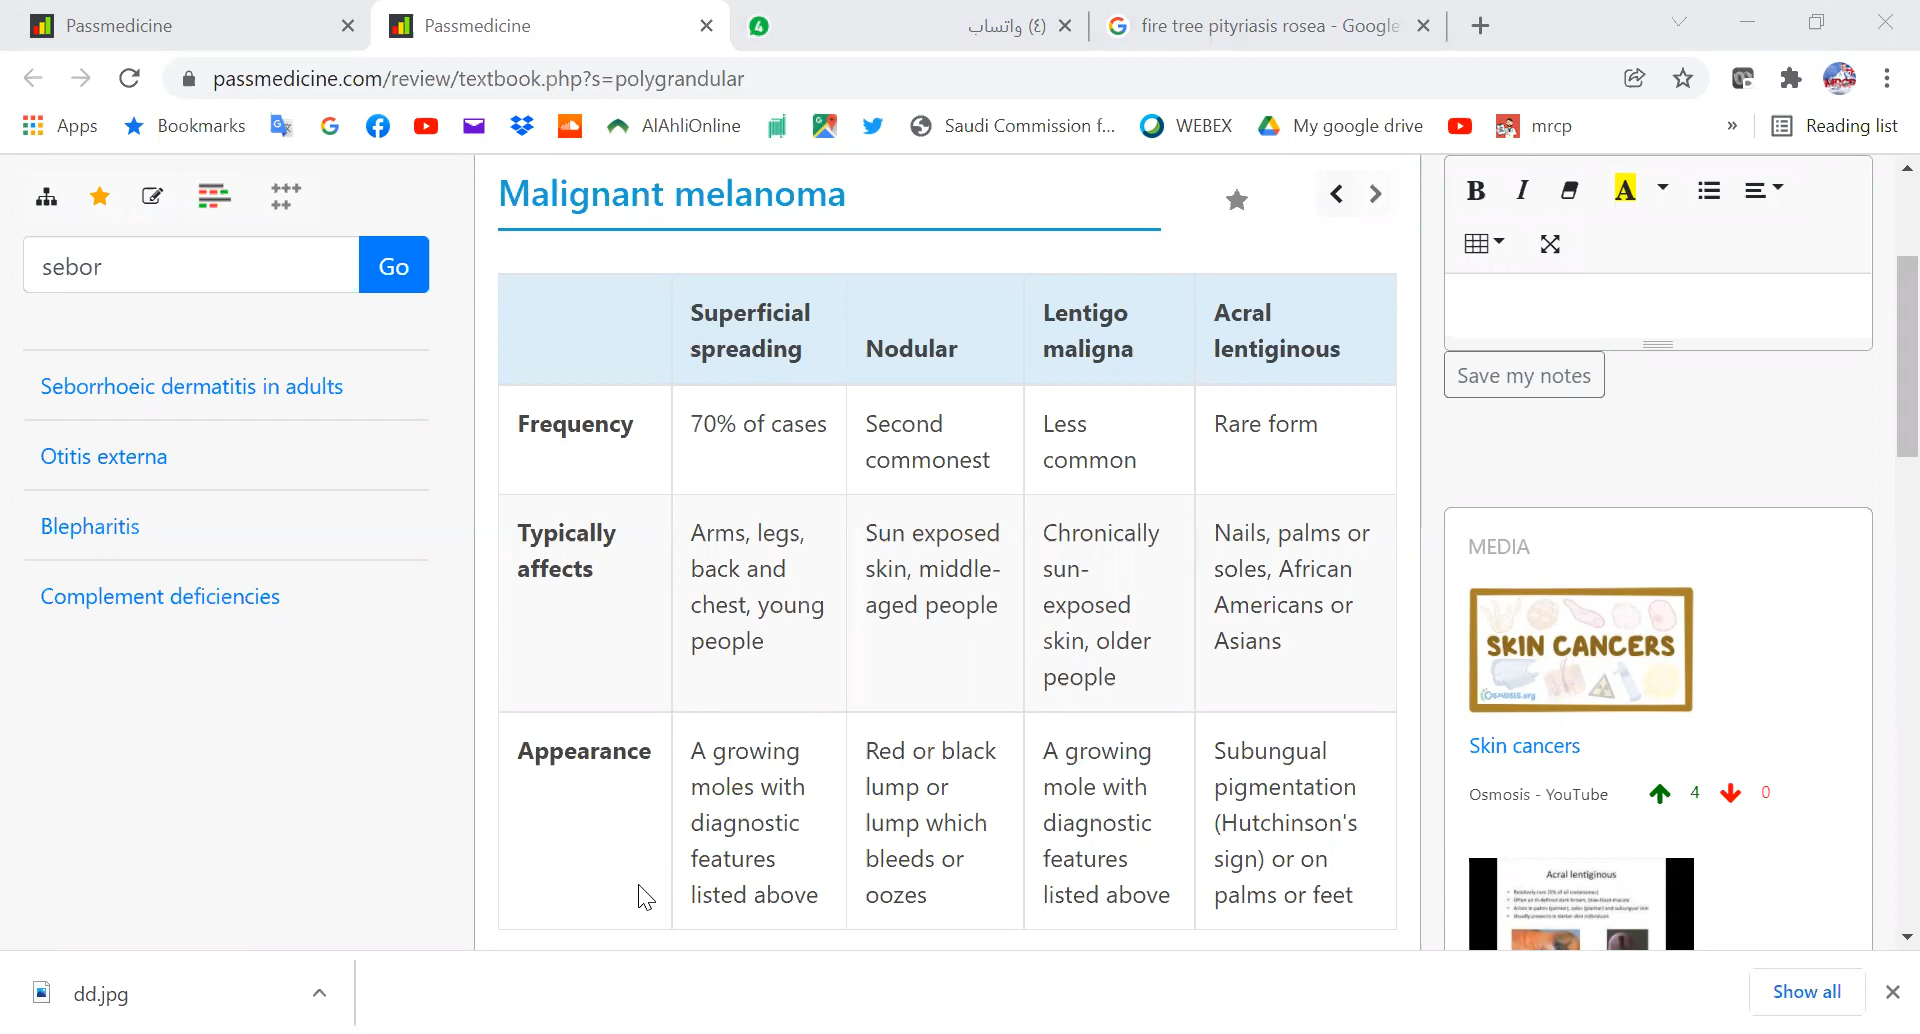 Passmedicine
Passmedicine
4
(٤) واتساب
fire tree pityriasis rosea - Google
passmedicine.com/review/textbook.php?s=polygrandular
Apps
Bookmarks
AlAhliOnline
Saudi Commission f...
WEBEX
My google drive
mrcp
»
Reading list
sebor
Go
Seborrhoeic dermatitis in adults
Otitis externa
Blepharitis
Complement deficiencies
Malignant melanoma
Superficial spreading
Nodular
Lentigo maligna
Acral lentiginous
Frequency
70% of cases
Second
commonest
Less
common
Rare form
Typically
affects
Arms, legs,
back and
chest, young
people
Sun exposed
skin, middle-
aged people
Chronically
sun-
exposed
skin, older
people
Nails, palms or
soles, African
Americans or
Asians
Appearance
A growing
moles with
diagnostic
features
listed above
Red or black
lump or
lump which
bleeds or
oozes
A growing
mole with
diagnostic
features
listed above
Subungual
pigmentation
(Hutchinson's
sign) or on
palms or feet
B I A
Save my notes
MEDIA
SKIN CANCERS
OSMOSIS.org
Skin cancers
Osmosis - YouTube
4
0
Acral lentiginous
dd.jpg
Show all